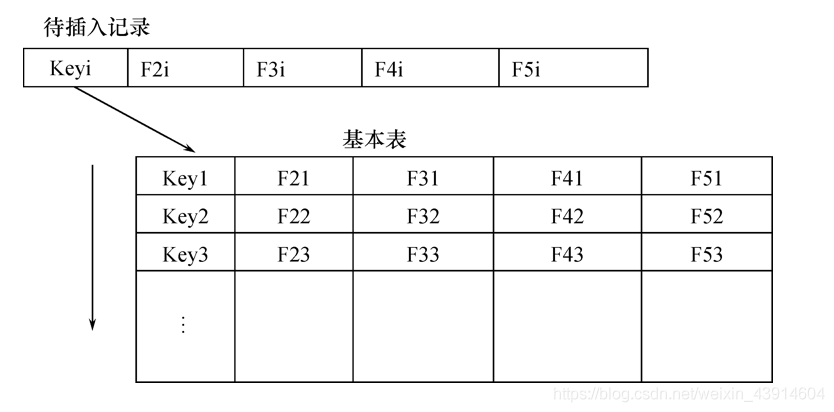 待插入记录
Keyi F2i F3i F4i F5i
基本表
Key1 F21 F31 F41 F51
Key2 F22 F32 F42 F52
Key3 F23 F33 F43 F53
⋮
https://blog.csdn.net/weixin_43914604